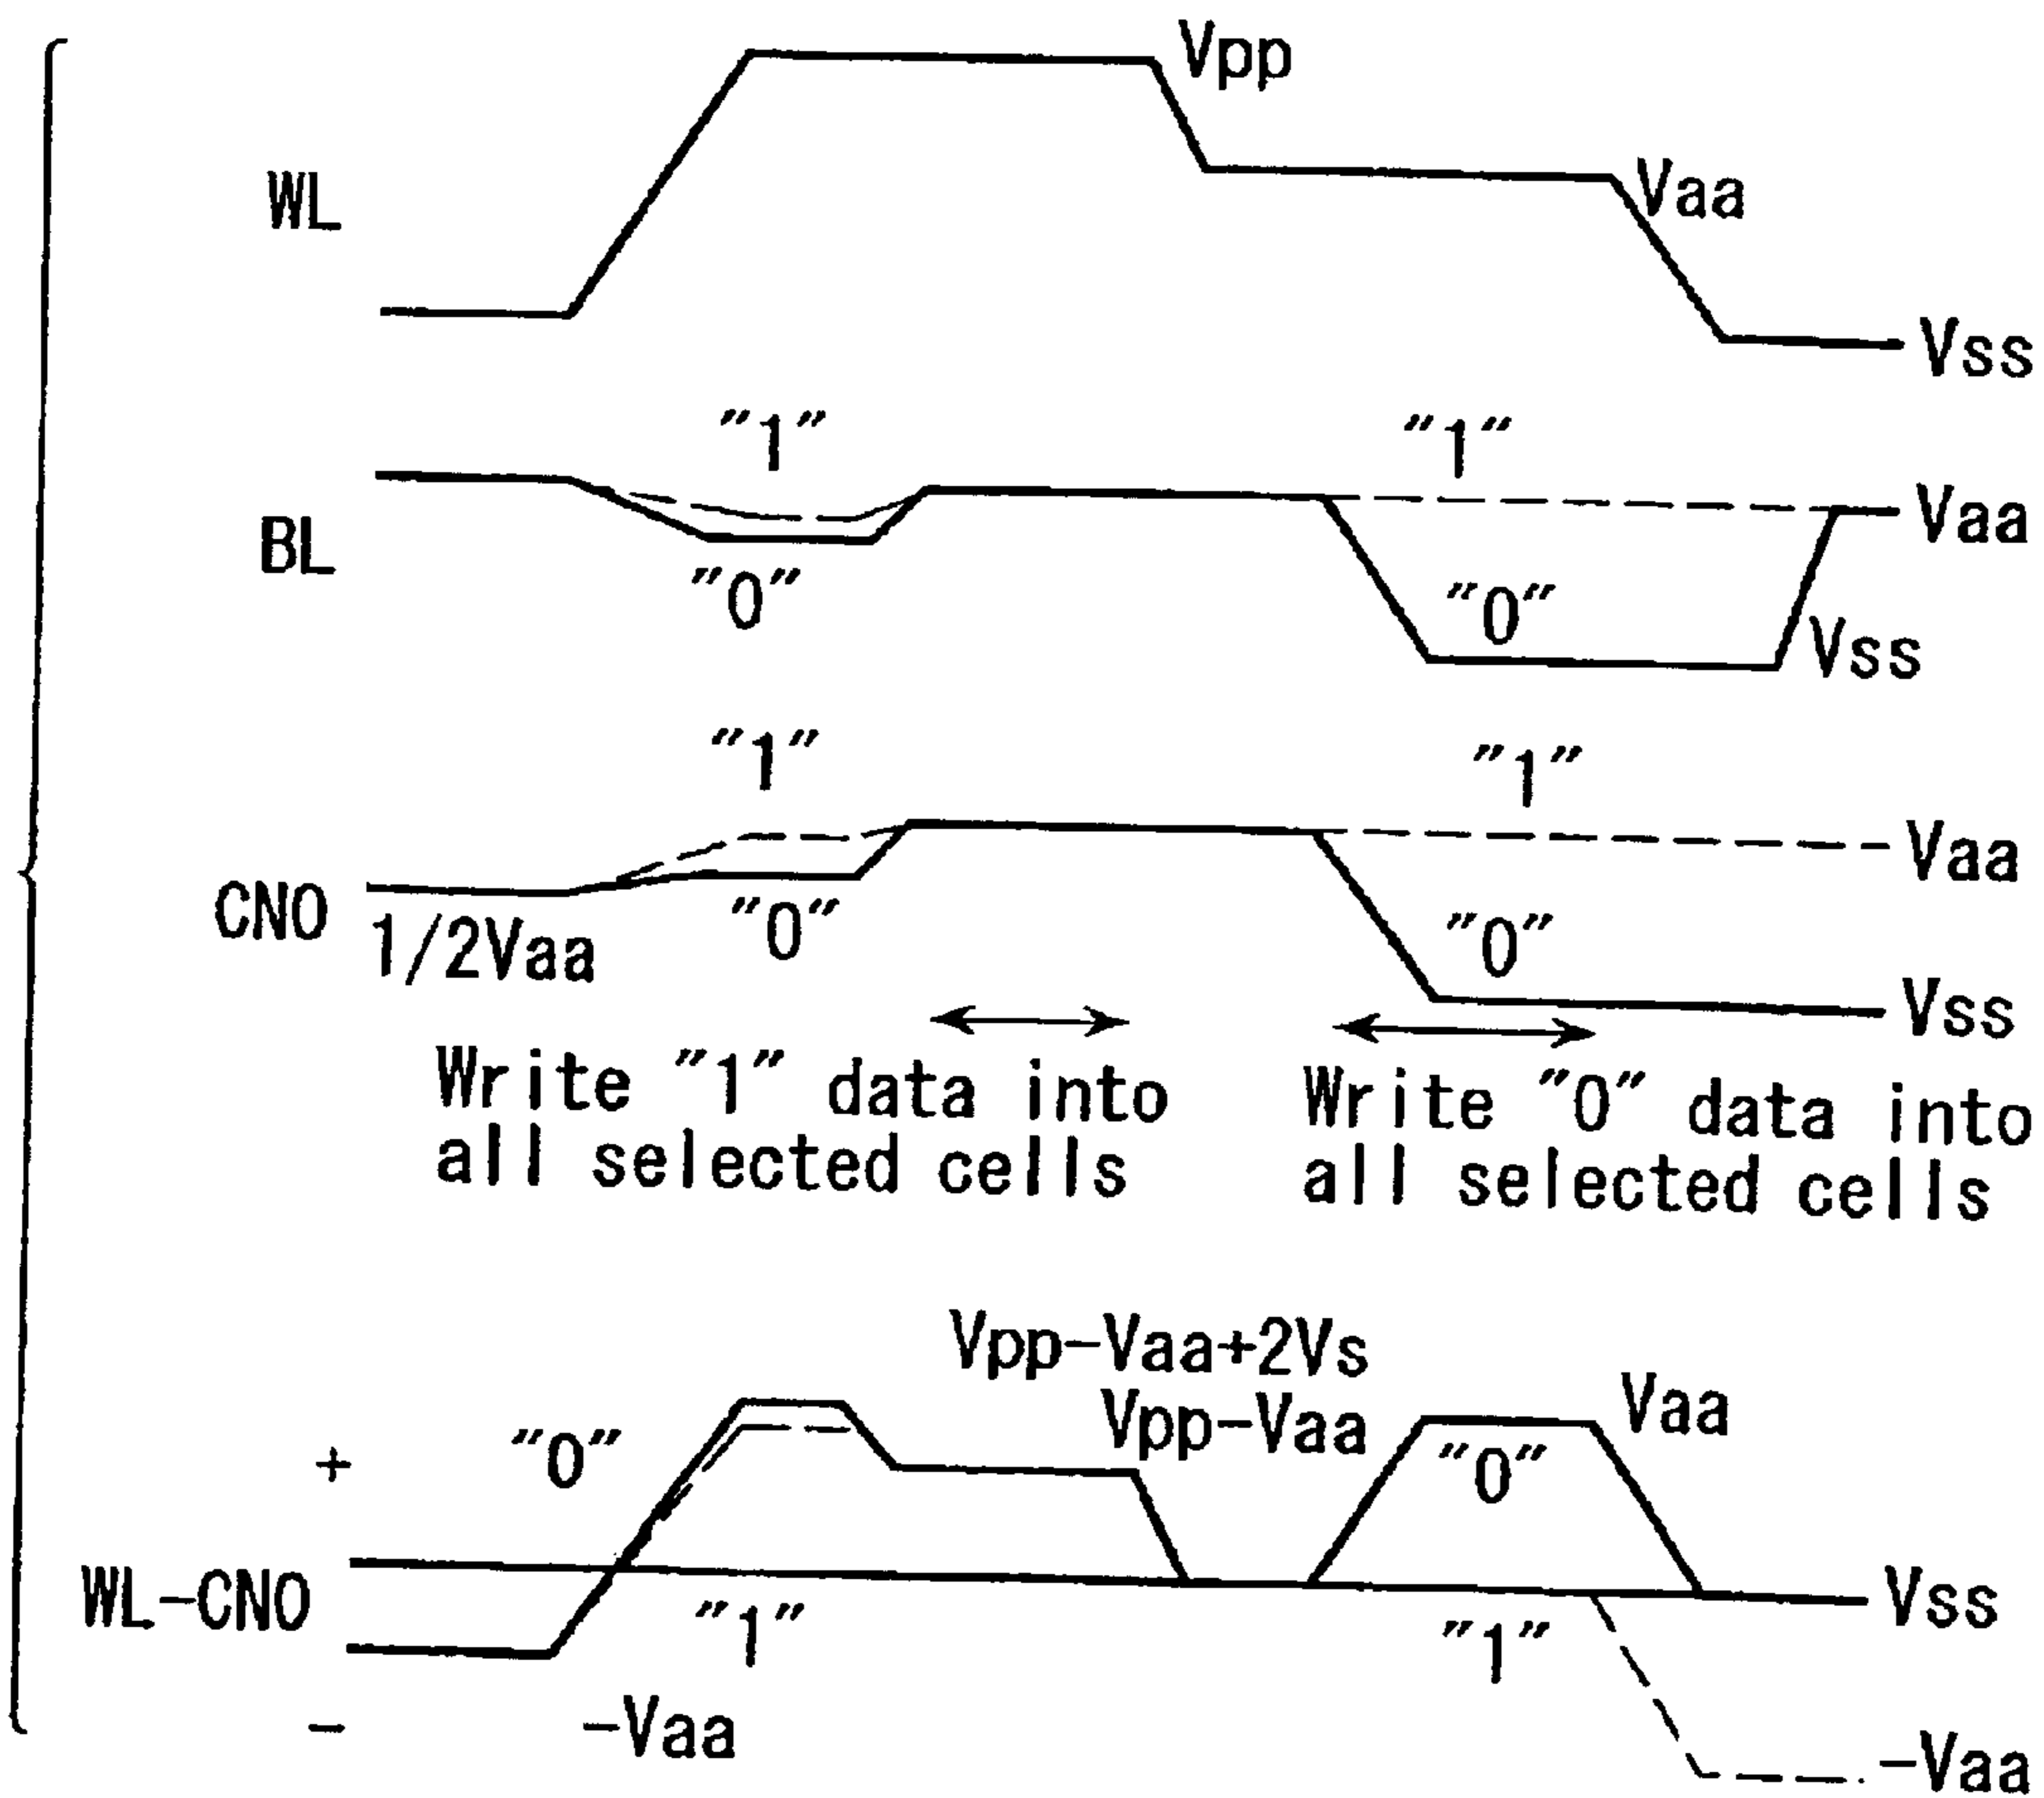 Vpp
WL
Vaa
Vss
"1"
"1"
BL
Vaa
"0"
"0"
Vss
"1"
"1"
CNO
Vaa
1/2Vaa
"0"
"0"
Vss
Write "1" data into
all selected cells
Write "0" data into
all selected cells
Vpp-Vaa+2Vs
Vpp-Vaa
Vaa
+
"0"
"0"
WL-CNO
Vss
"1"
"1"
-
-Vaa
-Vaa